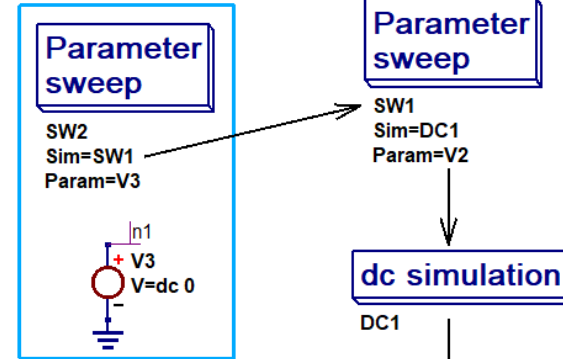 Parameter
sweep
SW2
Sim=SW1
Param=V3
n1
+ V3
V=dc 0
-
Parameter
sweep
SW1
Sim=DC1
Param=V2
dc simulation
DC1